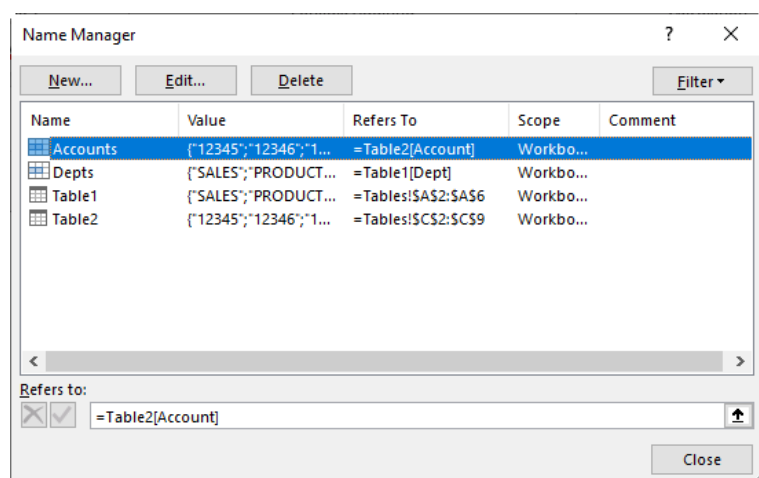 Name Manager ? ×
New... Edit... Delete Filter
Name Value Refers To Scope Comment
Accounts {"12345";"12346";"1... =Table2[Account] Workbo...
Depts {"SALES";"PRODUCT... =Table1[Dept] Workbo...
Table1 {"SALES";"PRODUCT... =Tables!$A$2:$A$6 Workbo...
Table2 {"12345";"12346";"1... =Tables!$C$2:$C$9 Workbo...
Refers to:
=Table2[Account]
Close